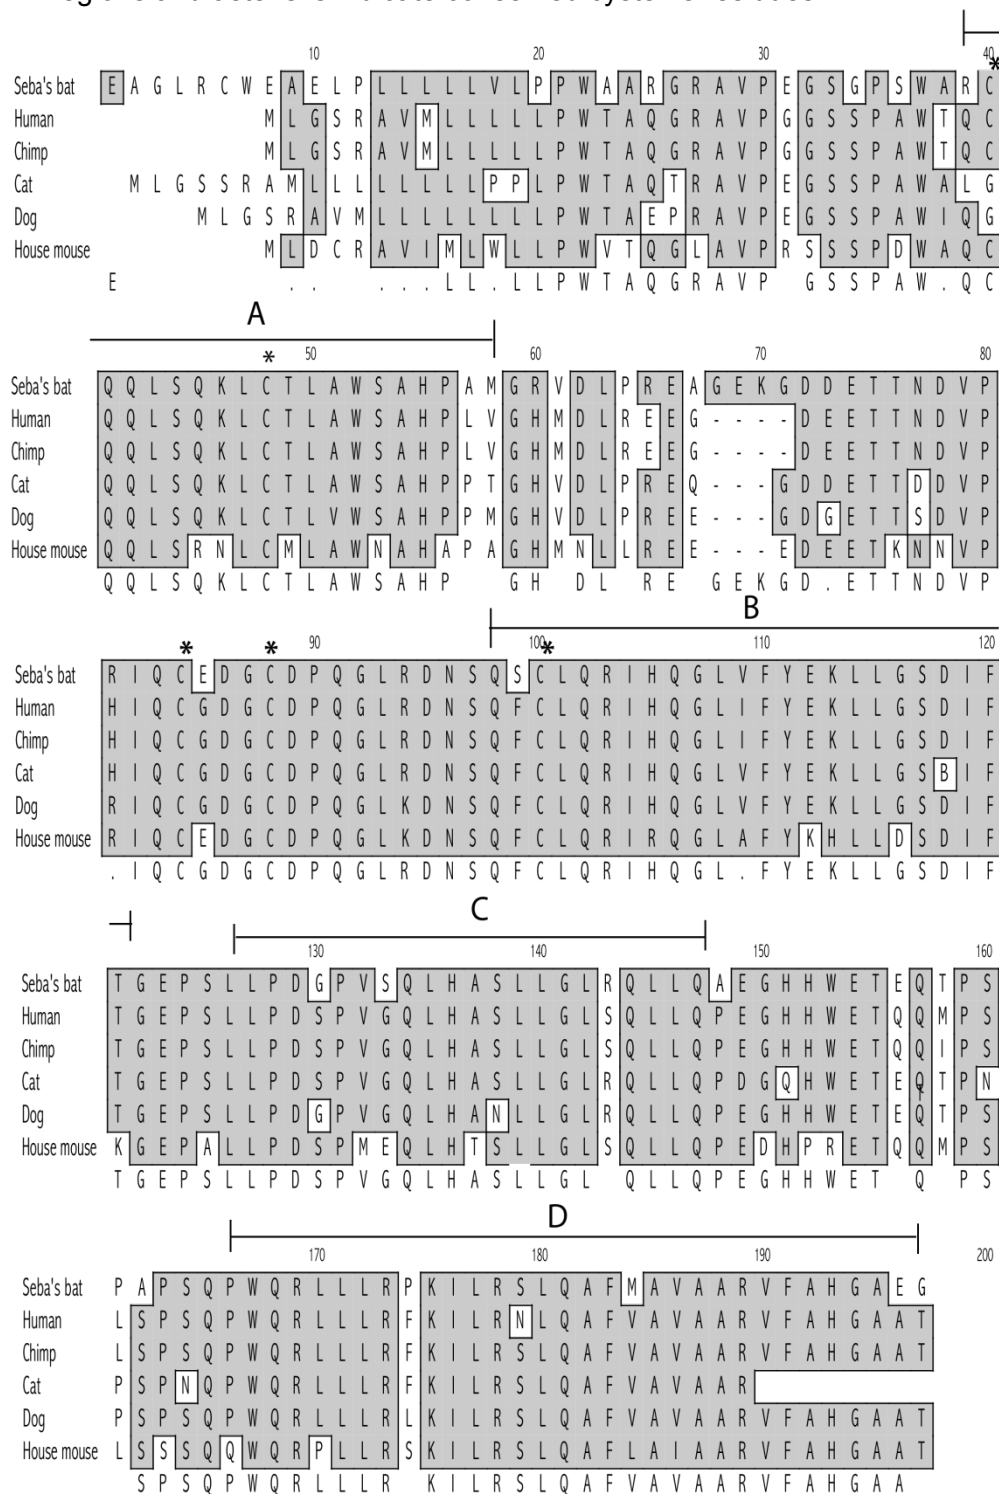 10 20 30 40
*
Seba's bat E A G L R C W E A E L P L L L L L V L P P W A A R G R A V P E G S G P S W A R C
Human M L G S R A V M L L L L L P W T A Q G R A V P G G S S P A W T Q C
Chimp M L G S R A V M L L L L L P W T A Q G R A V P G G S S P A W T Q C
Cat M L G S S R A M L L L L L L L L P P L P W T A Q T R A V P E G S S P A W A L G
Dog M L G S R A V M L L L L L L L L P W T A E P R A V P E G S S P A W I Q G
House mouse M L D C R A V I M L W L L P W V T Q G L A V P R S S S P D W A Q C
E . . . . . L L . L L P W T A Q G R A V P G S S P A W . Q C
A
* 50 60 70 80
Seba's bat Q Q L S Q K L C T L A W S A H P A M G R V D L P R E A G E K G D D E T T N D V P
Human Q Q L S Q K L C T L A W S A H P L V G H M D L R E E G - - - - D E E T T N D V P
Chimp Q Q L S Q K L C T L A W S A H P L V G H M D L R E E G - - - - D E E T T N D V P
Cat Q Q L S Q K L C T L A W S A H P P T G H V D L P R E Q - - - G D D E T T D D V P
Dog Q Q L S Q K L C T L V W S A H P P M G H V D L P R E E - - - G D G E T T S D V P
House mouse Q Q L S R N L C M L A W N A H A P A G H M N L L R E E - - - E D E E T K N N V P
Q Q L S Q K L C T L A W S A H P G H D L R E G E K G D . E T T N D V P
B
* * 90 100 * 110 120
Seba's bat R I Q C E D G C D P Q G L R D N S Q S C L Q R I H Q G L V F Y E K L L G S D I F
Human H I Q C G D G C D P Q G L R D N S Q F C L Q R I H Q G L I F Y E K L L G S D I F
Chimp H I Q C G D G C D P Q G L R D N S Q F C L Q R I H Q G L I F Y E K L L G S D I F
Cat H I Q C G D G C D P Q G L R D N S Q F C L Q R I H Q G L V F Y E K L L G S B I F
Dog R I Q C G D G C D P Q G L K D N S Q F C L Q R I H Q G L V F Y E K L L G S D I F
House mouse R I Q C E D G C D P Q G L K D N S Q F C L Q R I R Q G L A F Y K H L L D S D I F
. I Q C G D G C D P Q G L R D N S Q F C L Q R I H Q G L . F Y E K L L G S D I F
C
130 140 150 160
Seba's bat T G E P S L L P D G P V S Q L H A S L L G L R Q L L Q A E G H H W E T E Q T P S
Human T G E P S L L P D S P V G Q L H A S L L G L S Q L L Q P E G H H W E T Q Q M P S
Chimp T G E P S L L P D S P V G Q L H A S L L G L S Q L L Q P E G H H W E T Q Q I P S
Cat T G E P S L L P D S P V G Q L H A S L L G L R Q L L Q P D G Q H W E T E Q T P N
Dog T G E P S L L P D G P V G Q L H A N L L G L R Q L L Q P E G H H W E T E Q T P S
House mouse K G E P A L L P D S P M E Q L H T S L L G L S Q L L Q P E D H P R E T Q Q M P S
T G E P S L L P D S P V G Q L H A S L L G L Q L L Q P E G H H W E T Q P S
D
170 180 190 200
Seba's bat P A P S Q P W Q R L L L R P K I L R S L Q A F M A V A A R V F A H G A E G
Human L S P S Q P W Q R L L L R F K I L R N L Q A F V A V A A R V F A H G A A T
Chimp L S P S Q P W Q R L L L R F K I L R S L Q A F V A V A A R V F A H G A A T
Cat P S P N Q P W Q R L L L R F K I L R S L Q A F V A V A A R
Dog P S P S Q P W Q R L L L R L K I L R S L Q A F V A V A A R V F A H G A A T
House mouse L S S S Q Q W Q R P L L R S K I L R S L Q A F L A I A A R V F A H G A A T
S P S Q P W Q R L L L R K I L R S L Q A F V A V A A R V F A H G A A